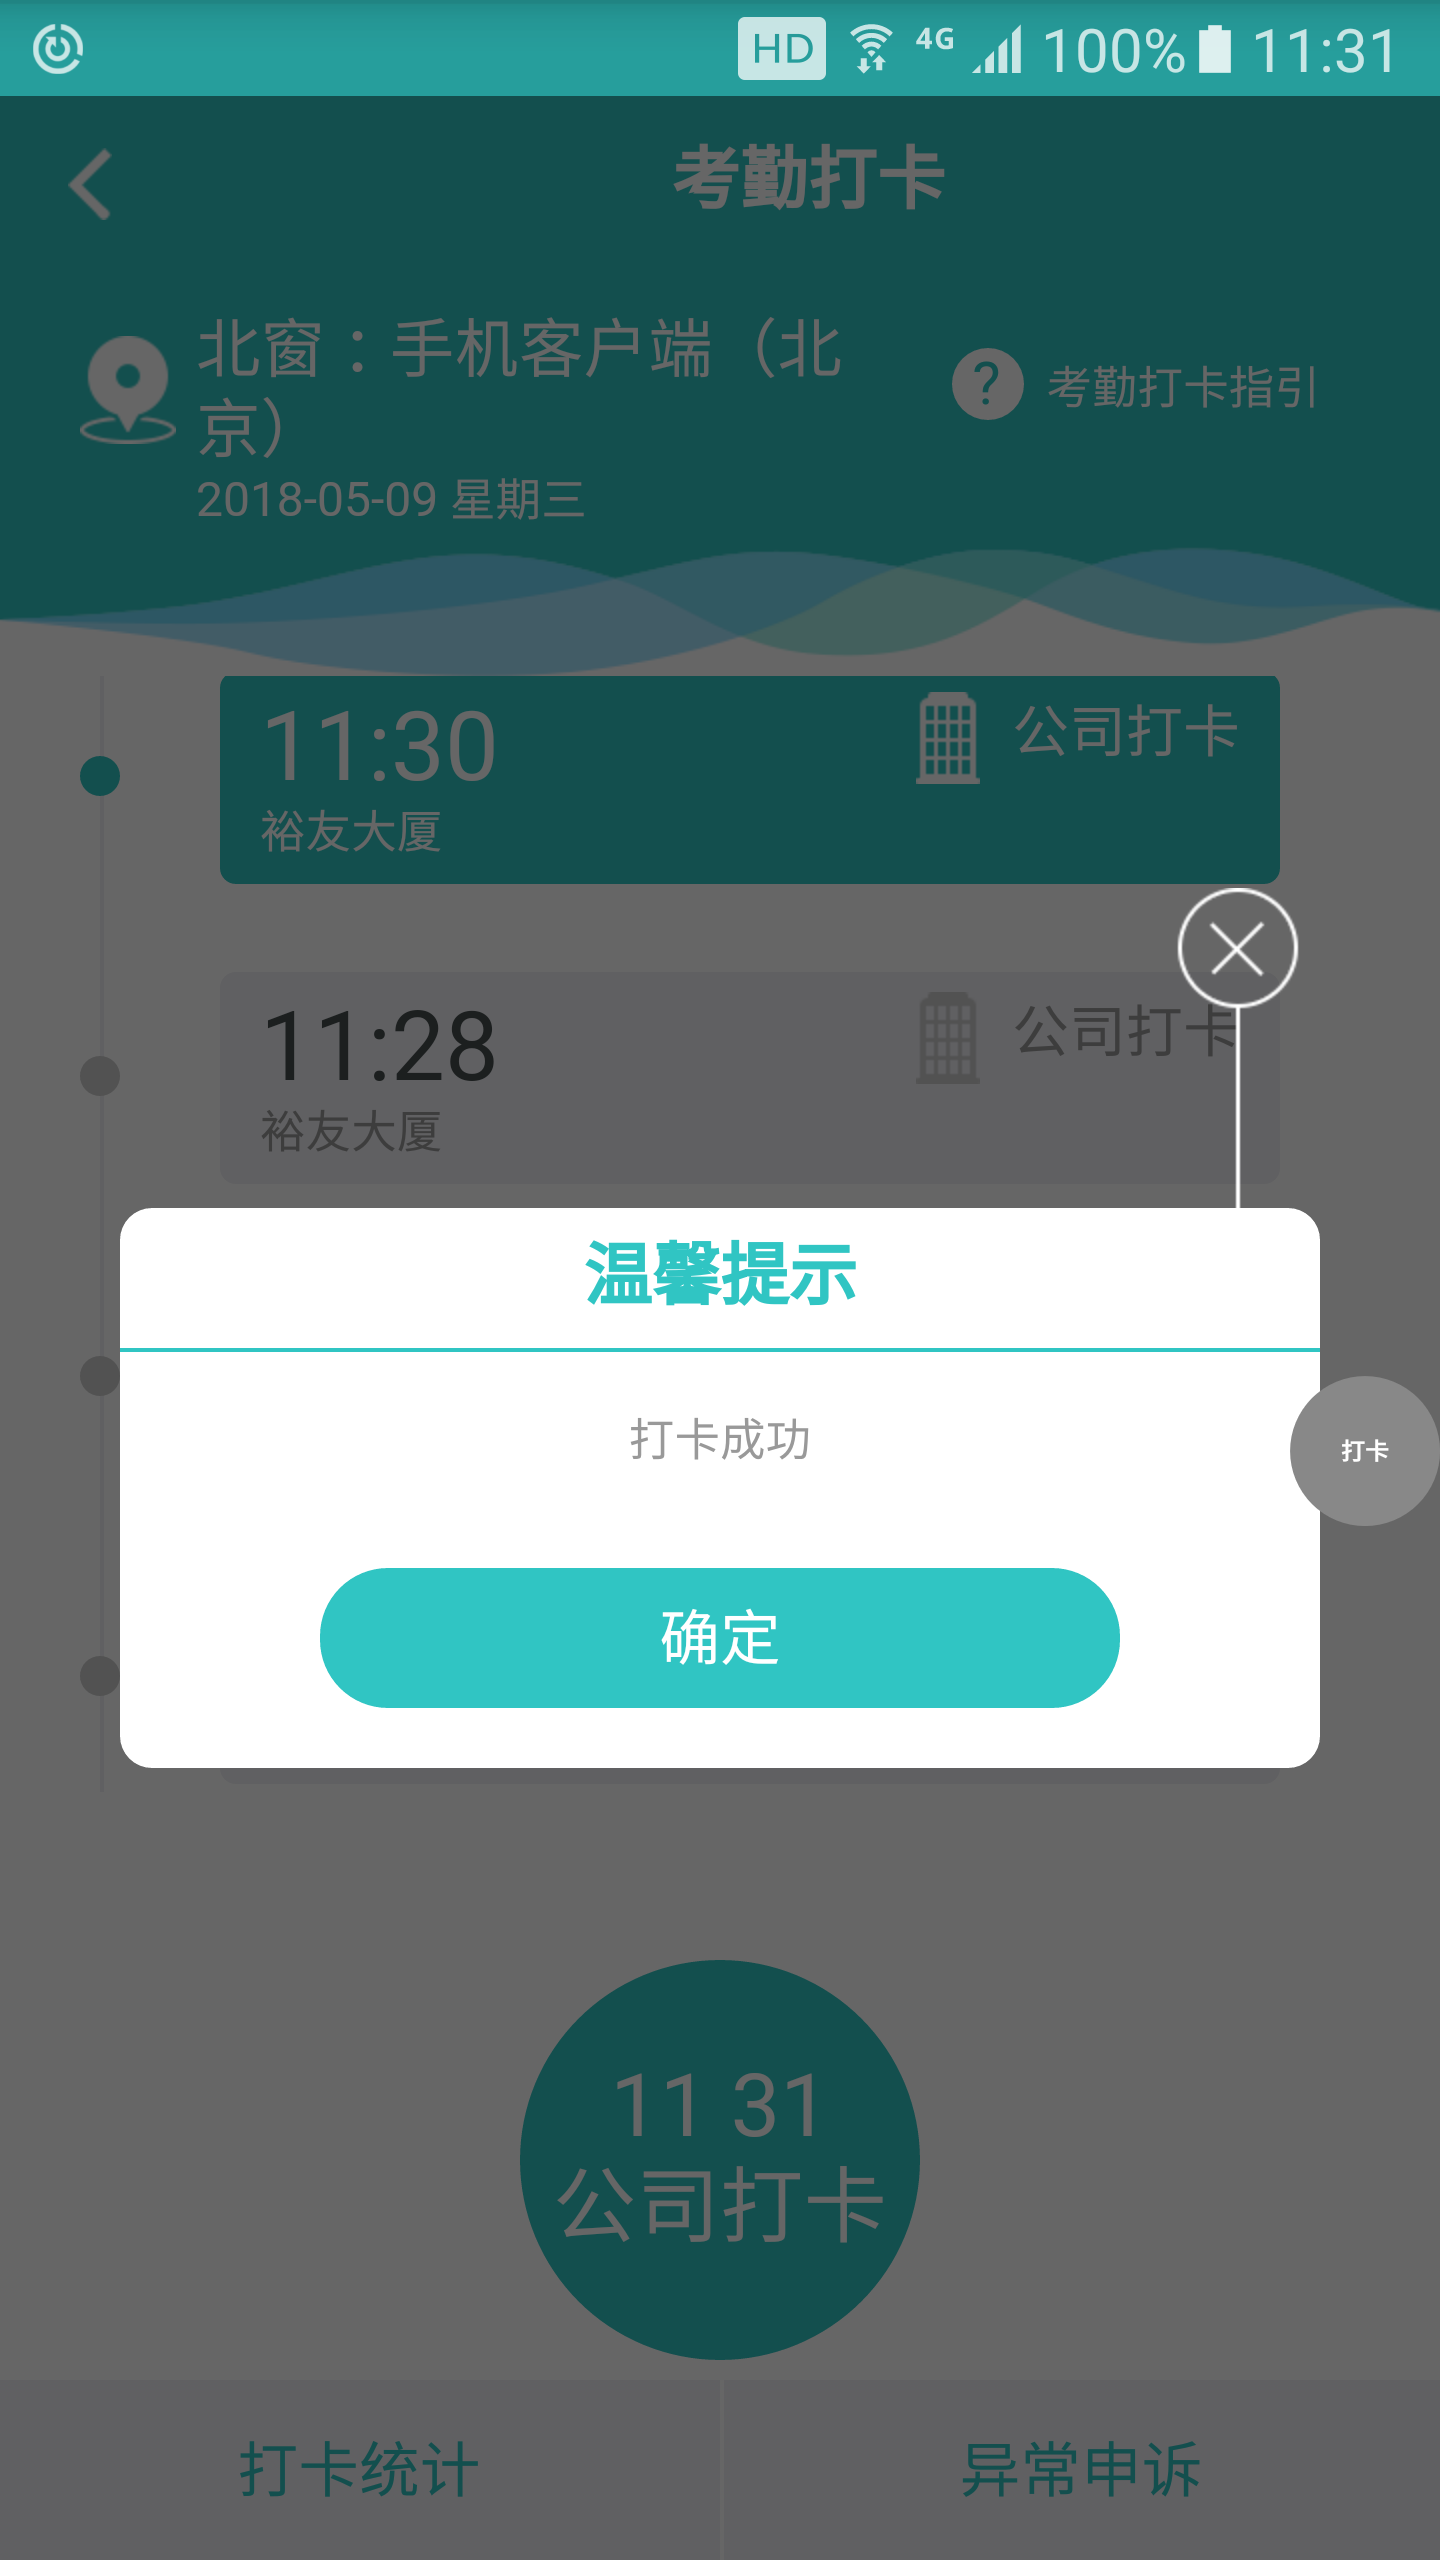 HD 4G 100% 11:31
考勤打卡
北窗：手机客户端（北
京）
考勤打卡指引
2018-05-09 星期三
11:30 公司打卡
裕友大厦
11:28 公司打卡
裕友大厦
温馨提示
打卡成功
打卡
确定
11 31
公司打卡
打卡统计 异常申诉